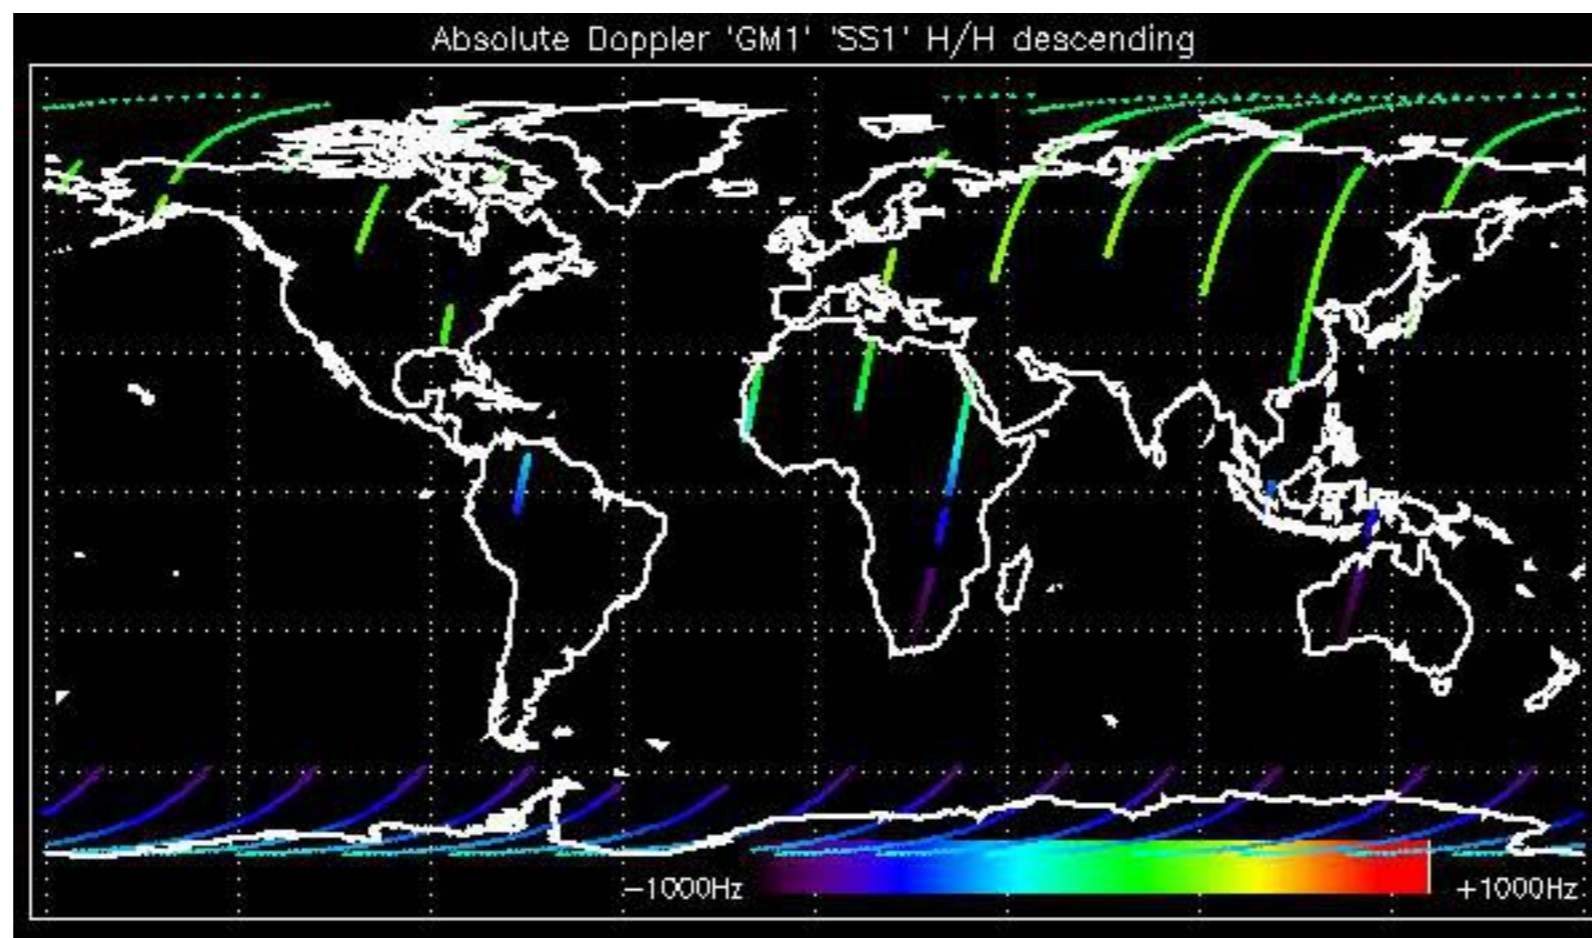 Absolute Doppler 'GM1' 'SS1' H/H descending
-1000Hz
+1000Hz